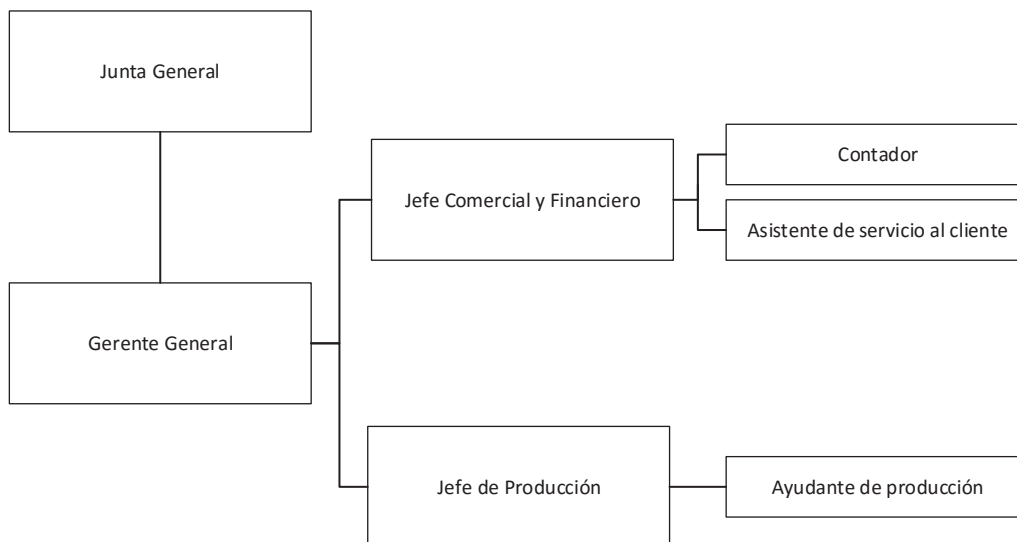 Junta General
Contador
Jefe Comercial y Financiero
Asistente de servicio al cliente
Gerente General
Jefe de Producción
Ayudante de producción